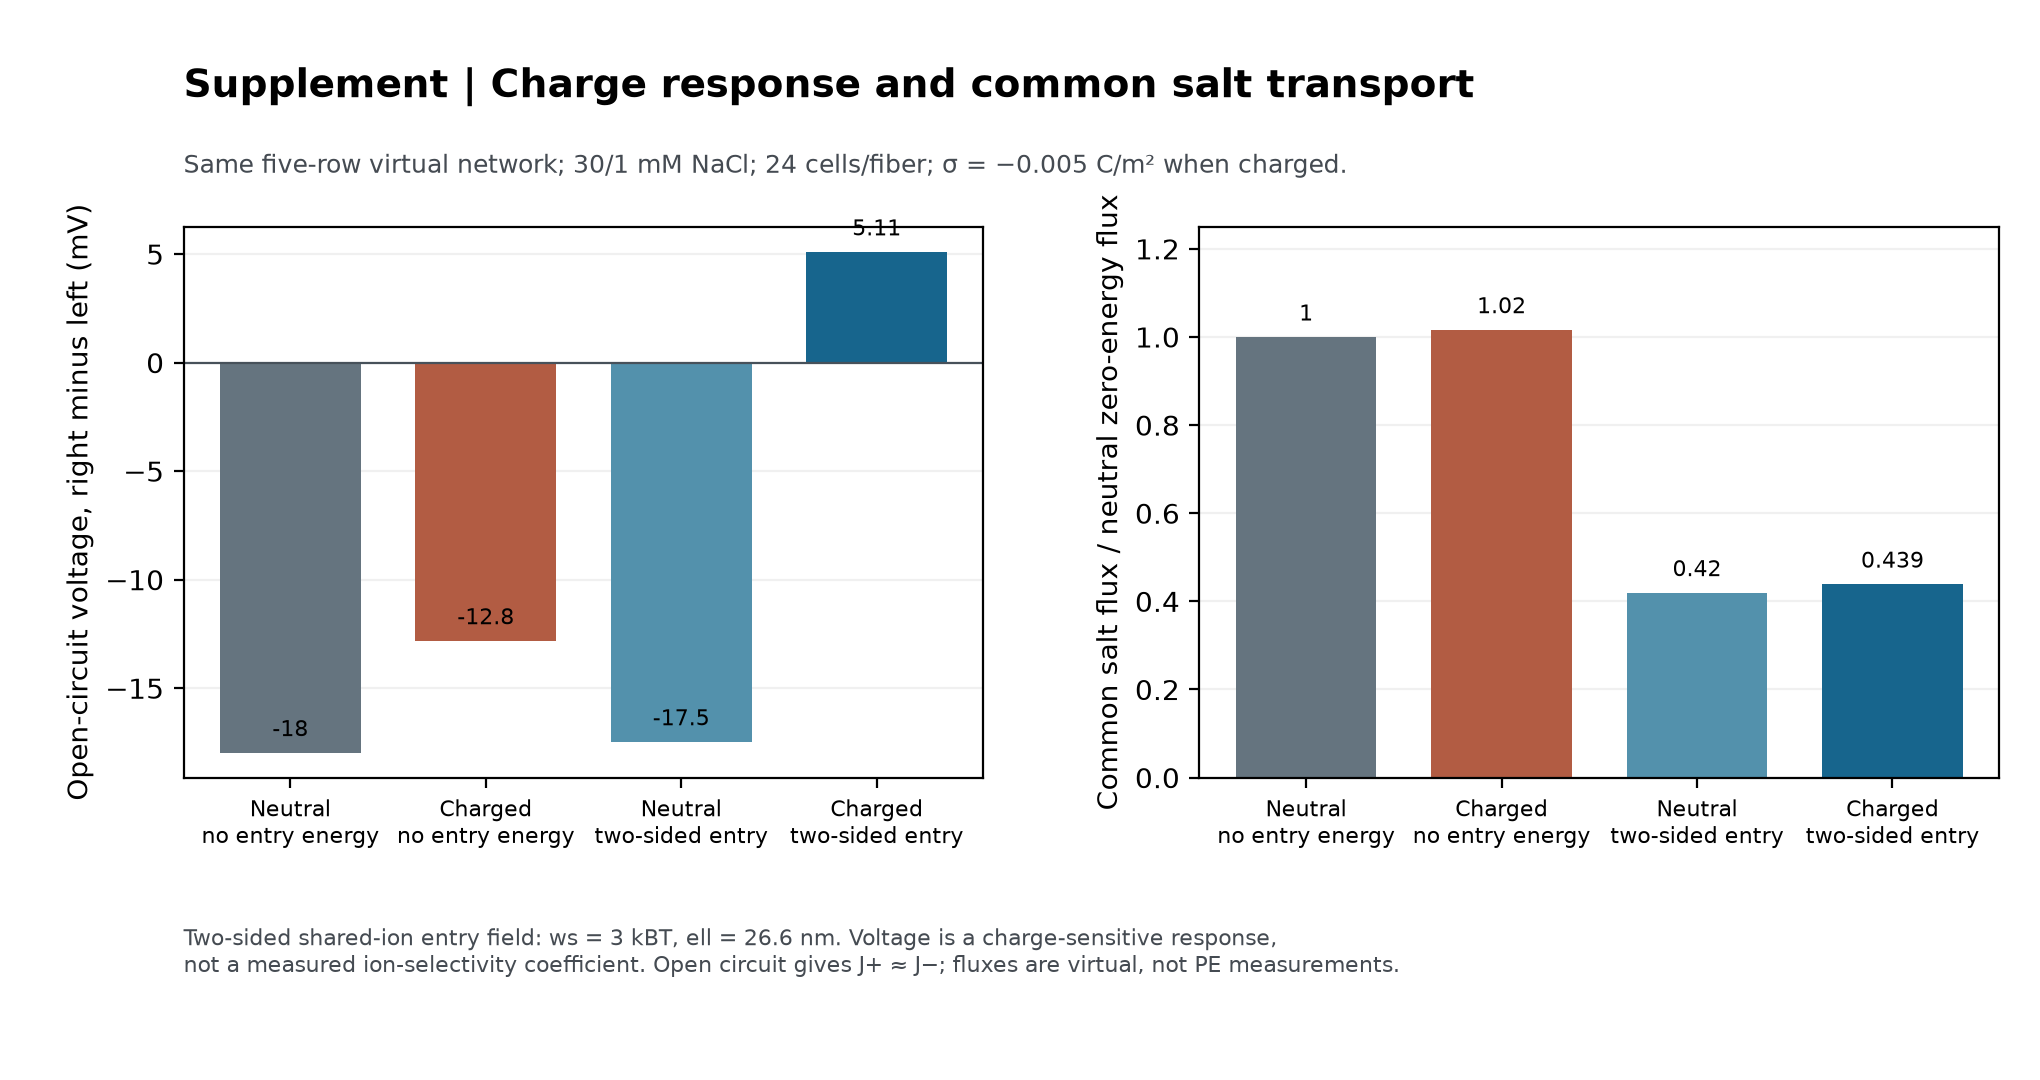 Supplement | Charge response and common salt transport
Same five-row virtual network; 30/1 mM NaCl; 24 cells/fiber; σ = −0.005 C/m² when charged.
Open-circuit voltage, right minus left (mV)
5
0
−5
−10
−15
-18
-12.8
-17.5
5.11
Neutral
no entry energy
Charged
no entry energy
Neutral
two-sided entry
Charged
two-sided entry
Common salt flux / neutral zero-energy flux
1.2
1.0
0.8
0.6
0.4
0.2
0.0
1
1.02
0.42
0.439
Neutral
no entry energy
Charged
no entry energy
Neutral
two-sided entry
Charged
two-sided entry
Two-sided shared-ion entry field: ws = 3 kBT, ell = 26.6 nm. Voltage is a charge-sensitive response,
not a measured ion-selectivity coefficient. Open circuit gives J+ ≈ J−; fluxes are virtual, not PE measurements.